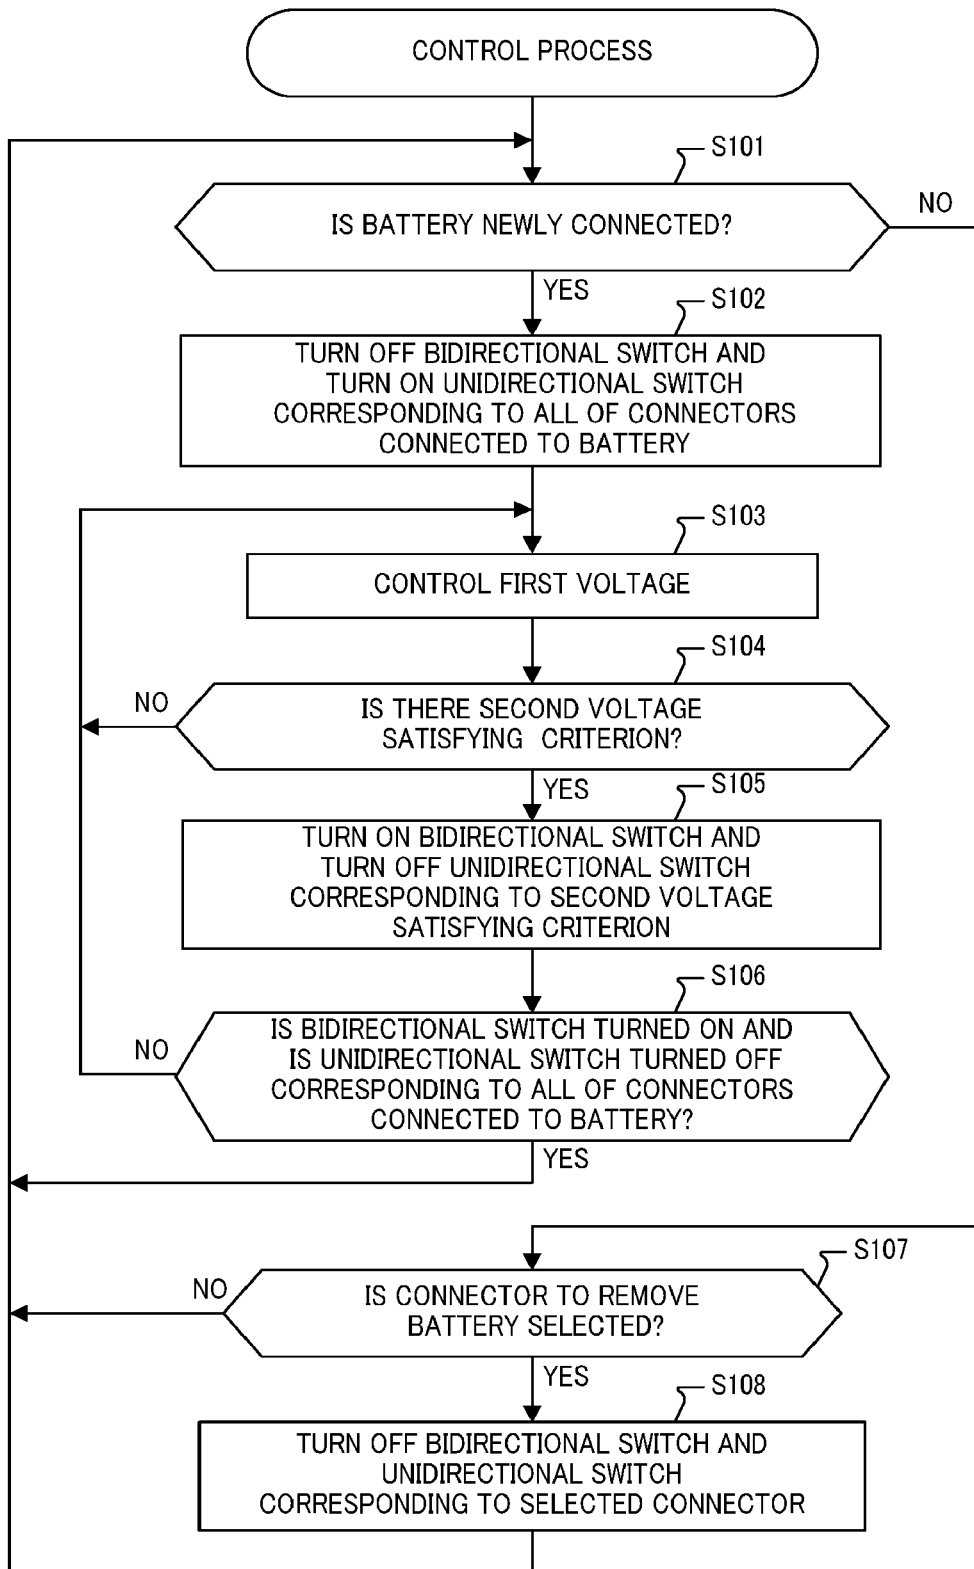 CONTROL PROCESS
S101
IS BATTERY NEWLY CONNECTED?
NO
YES
S102
TURN OFF BIDIRECTIONAL SWITCH AND
TURN ON UNIDIRECTIONAL SWITCH
CORRESPONDING TO ALL OF CONNECTORS
CONNECTED TO BATTERY
S103
CONTROL FIRST VOLTAGE
S104
NO
IS THERE SECOND VOLTAGE
SATISFYING CRITERION?
YES
S105
TURN ON BIDIRECTIONAL SWITCH AND
TURN OFF UNIDIRECTIONAL SWITCH
CORRESPONDING TO SECOND VOLTAGE
SATISFYING CRITERION
S106
NO
IS BIDIRECTIONAL SWITCH TURNED ON AND
IS UNIDIRECTIONAL SWITCH TURNED OFF
CORRESPONDING TO ALL OF CONNECTORS
CONNECTED TO BATTERY?
YES
S107
NO
IS CONNECTOR TO REMOVE
BATTERY SELECTED?
YES
S108
TURN OFF BIDIRECTIONAL SWITCH AND
UNIDIRECTIONAL SWITCH
CORRESPONDING TO SELECTED CONNECTOR